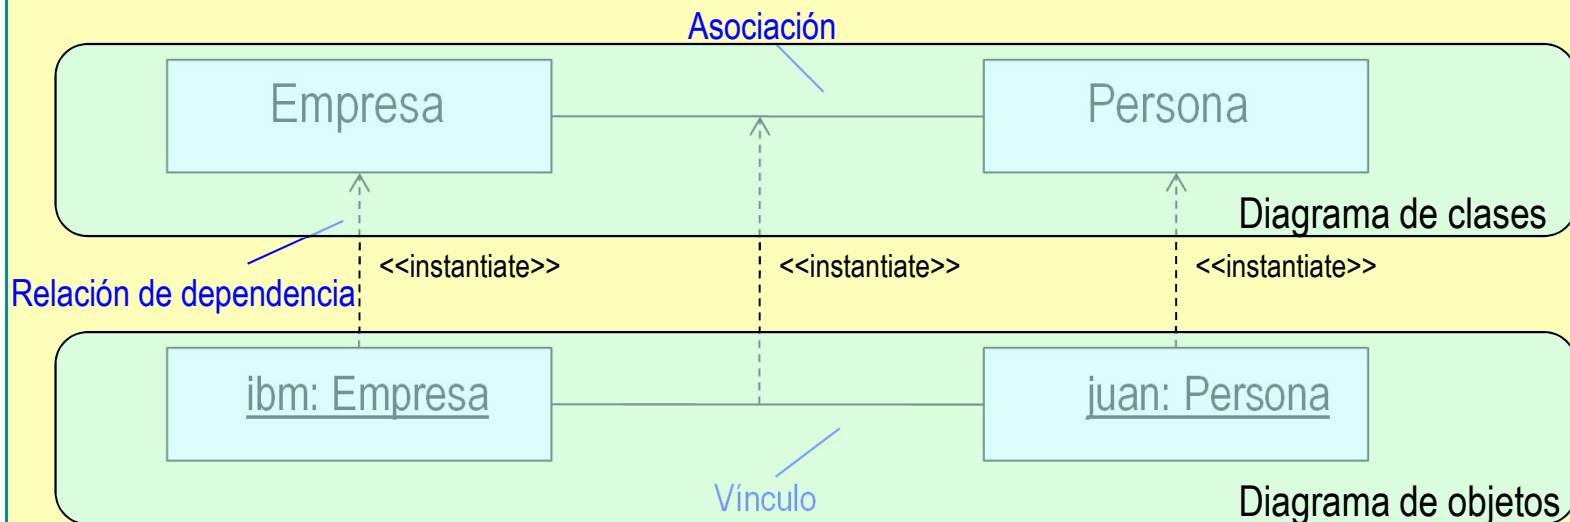 Asociación
Empresa
Persona
Diagrama de clases
<<instantiate>>
<<instantiate>>
<<instantiate>>
Relación de dependencia
ibm: Empresa
juan: Persona
Vínculo
Diagrama de objetos